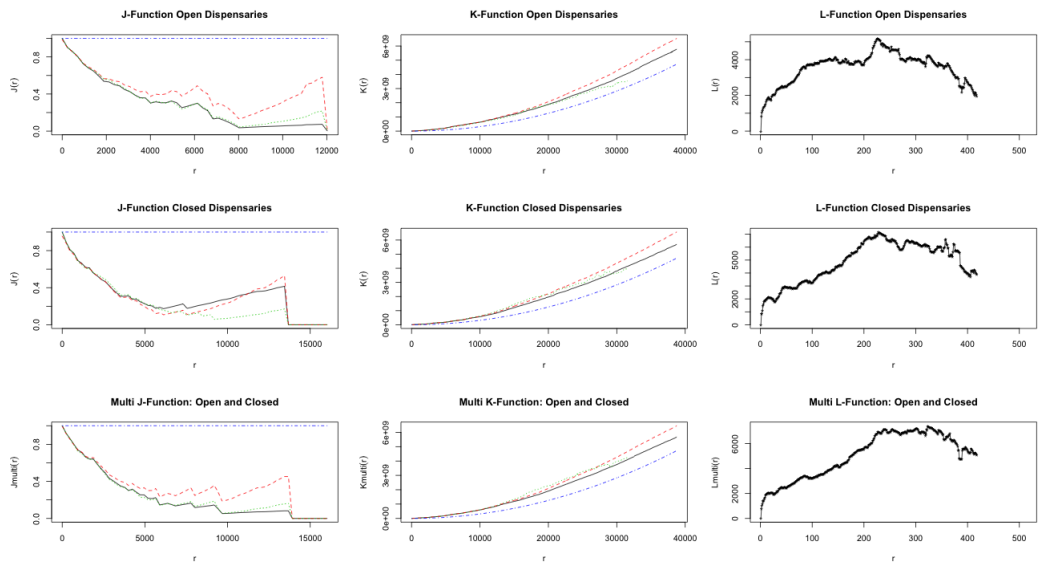 J-Function Open Dispensaries
J(r)
0.0 0.4 0.8
0 2000 4000 6000 8000 10000 12000
r
K-Function Open Dispensaries
K(r)
0e+00 3e+09 6e+09
0 10000 20000 30000 40000
r
L-Function Open Dispensaries
L(r)
0 2000 4000
0 100 200 300 400 500
r
J-Function Closed Dispensaries
J(r)
0.0 0.4 0.8
0 5000 10000 15000
r
K-Function Closed Dispensaries
K(r)
0e+00 3e+09 6e+09
0 10000 20000 30000 40000
r
L-Function Closed Dispensaries
L(r)
0 2000 6000
0 100 200 300 400 500
r
Multi J-Function: Open and Closed
Jmulti(r)
0.0 0.4 0.8
0 5000 10000 15000
r
Multi K-Function: Open and Closed
Kmulti(r)
0e+00 3e+09 6e+09
0 10000 20000 30000 40000
r
Multi L-Function: Open and Closed
Lmulti(r)
0 2000 6000
0 100 200 300 400 500
r